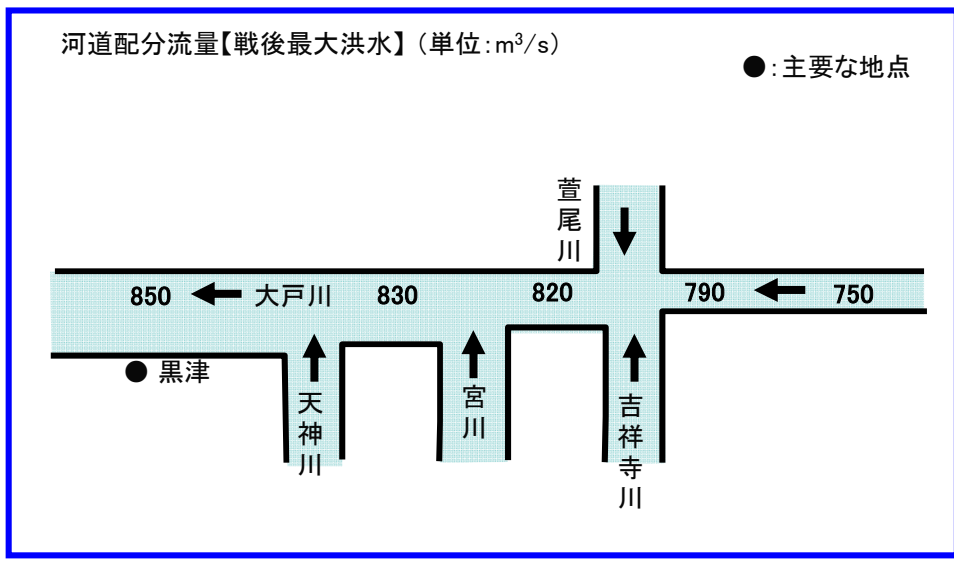 河道配分流量【戦後最大洪水】（単位：m³/s）
●：主要な地点
萱尾川
850
大戸川
830
820
790
750
●黒津
天神川
宮川
吉祥寺川